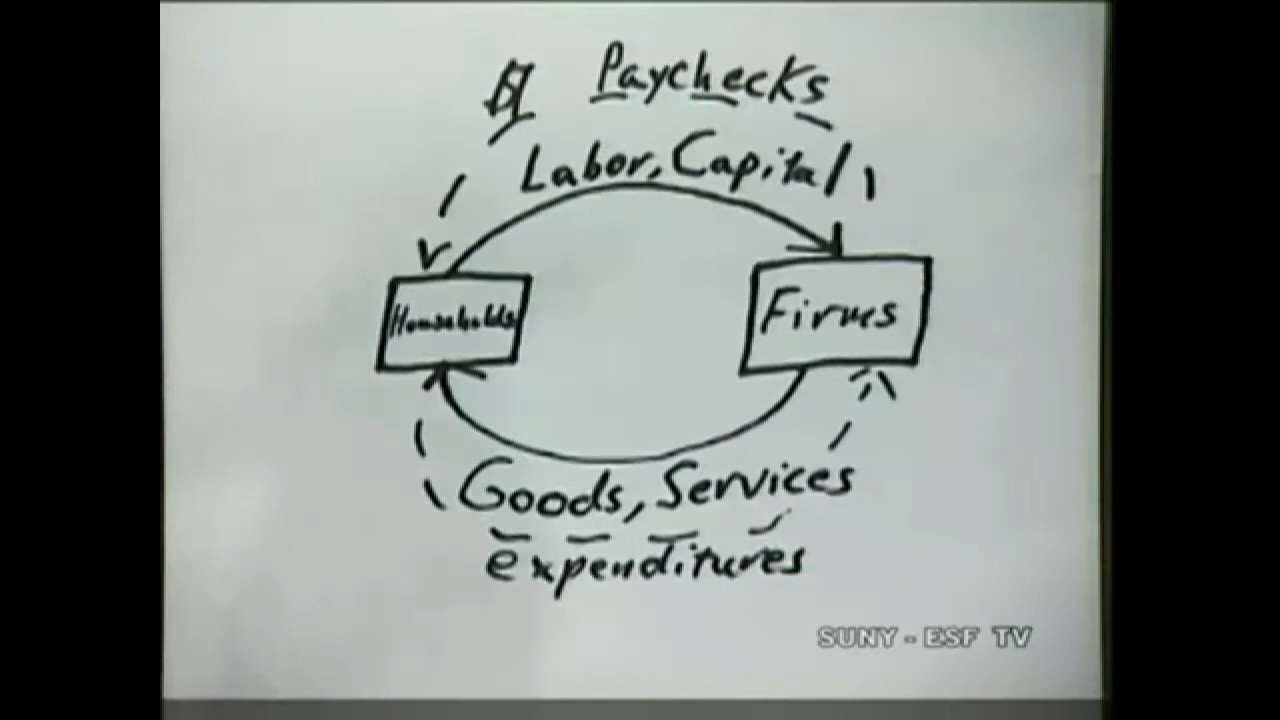 $ Paychecks
Labor, Capital
Households
Firms
Goods, Services
expenditures
SUNY - ESF TV